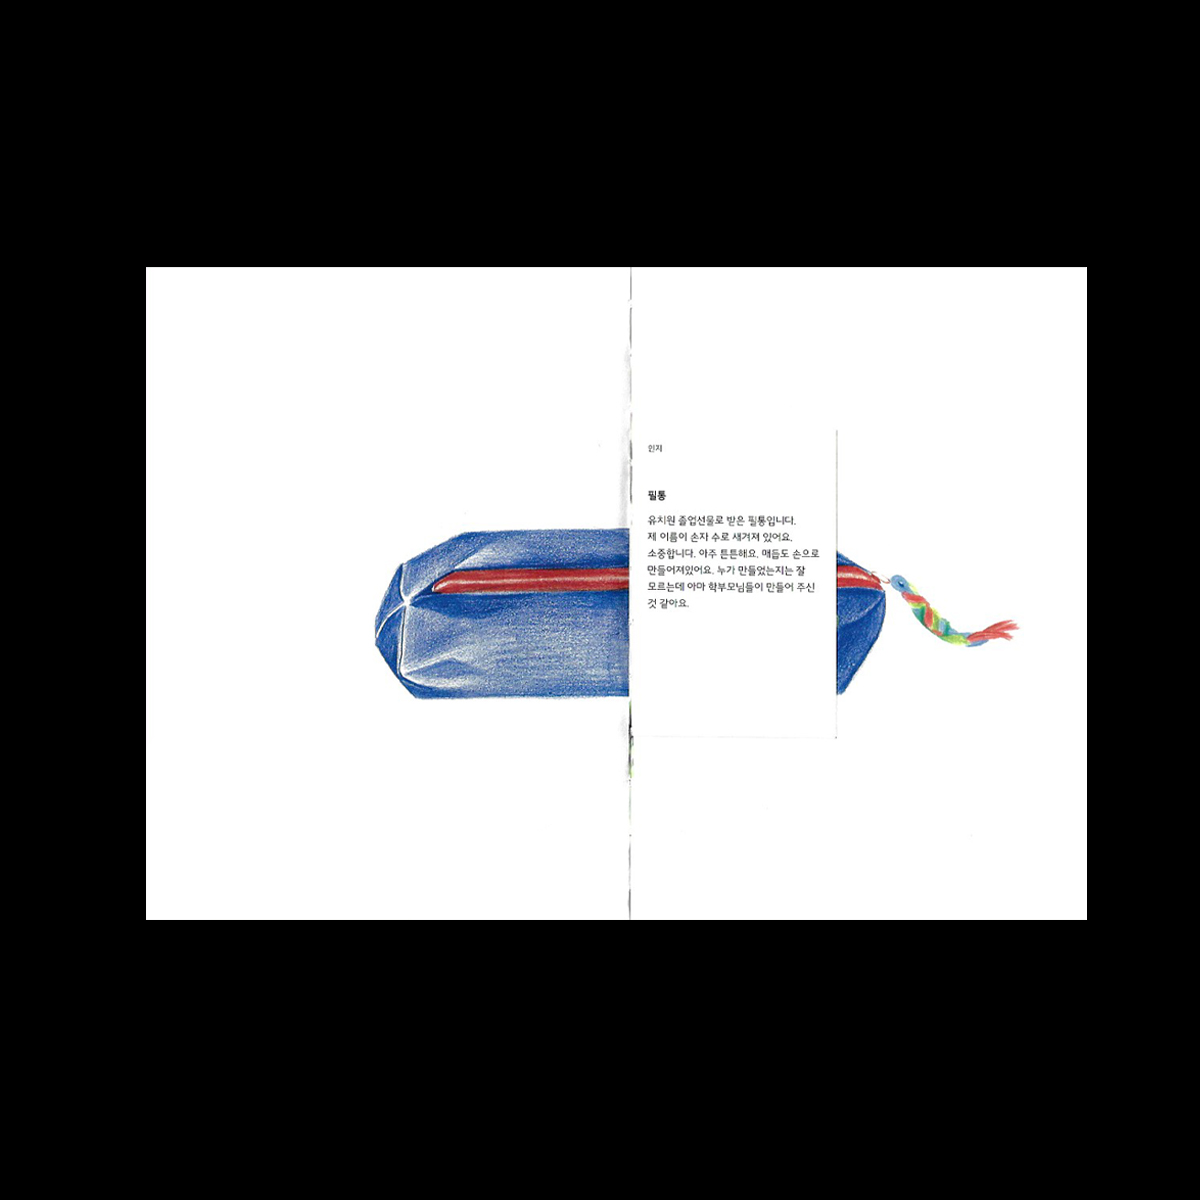 인저
필통
유치원 졸업선물로 받은 필통입니다.
제 이름이 손자 수로 새겨져 있어요.
소중합니다. 아주 튼튼해요. 매듭도 손으로
만들어져있어요. 누가 만들었는지는 잘
모르는데 아마 학부모님들이 만들어 주신
것 같아요.